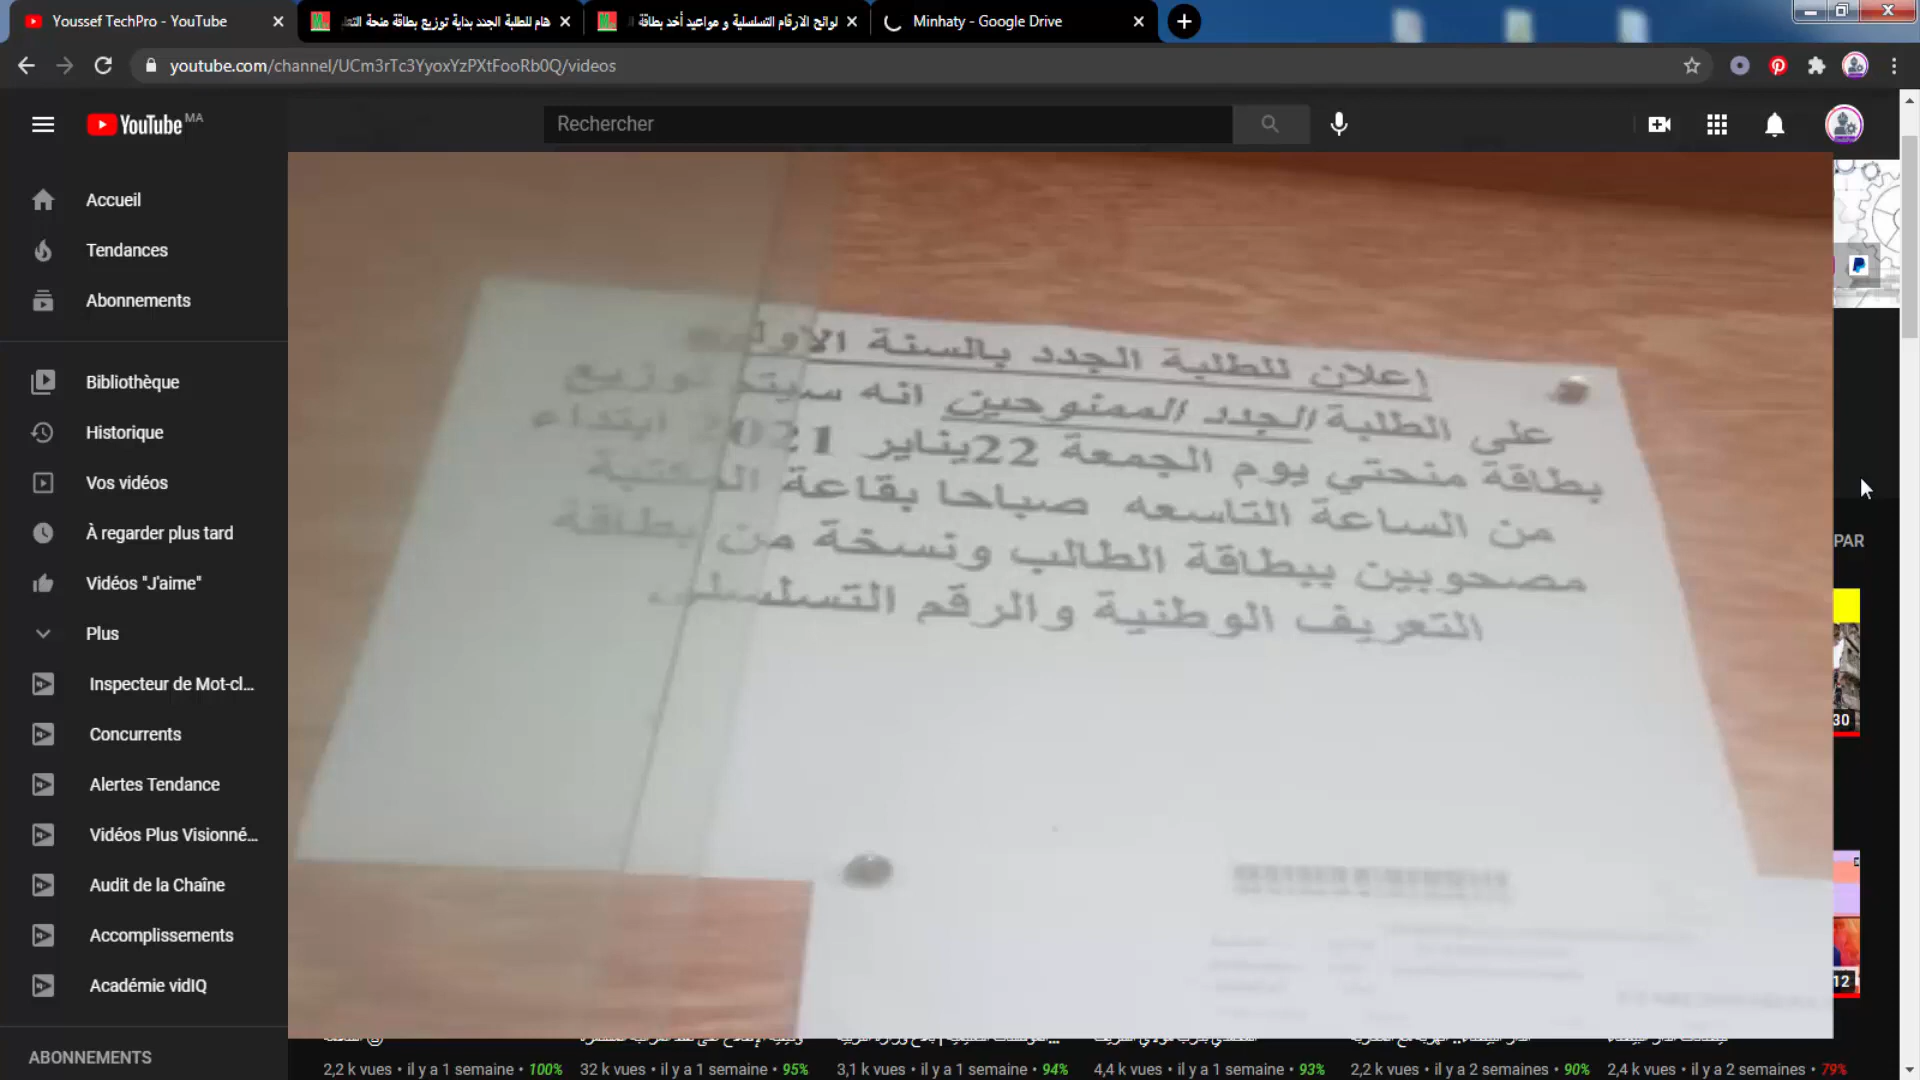 Youssef TechPro - YouTube
هام للطلبة الجدد بداية توزيع بطاقة منحة
لوائح الارقام التسلسلية و مواعيد أخد بطاقة
Minhaty - Google Drive
youtube.com/channel/UCm3rTc3YyoxYzPXtFooRb0Q/videos
YouTube MA
Rechercher
Accueil
Tendances
Abonnements
Bibliothèque
Historique
Vos vidéos
À regarder plus tard
Vidéos "J'aime"
Plus
Inspecteur de Mot-cl...
Concurrents
Alertes Tendance
Vidéos Plus Visionné...
Audit de la Chaîne
Accomplissements
Académie vidIQ
ABONNEMENTS
إعلان للطلبة الجدد بالسنة الاولى
على الطلبة الجدد الممنوحين انه سيتم توزيع
بطاقة منحتي يوم الجمعة 22يناير 2021 ابتداء
من الساعة التاسعه صباحا بقاعة المكتبة
مصحوبين ببطاقة الطالب ونسخة من بطاقة
التعريف الوطنية والرقم التسلسلي
PAR
30
12
2,2 k vues • il y a 1 semaine • 100%
32 k vues • il y a 1 semaine • 95%
3,1 k vues • il y a 1 semaine • 94%
4,4 k vues • il y a 1 semaine • 93%
2,2 k vues • il y a 2 semaines • 90%
2,4 k vues • il y a 2 semaines • 79%